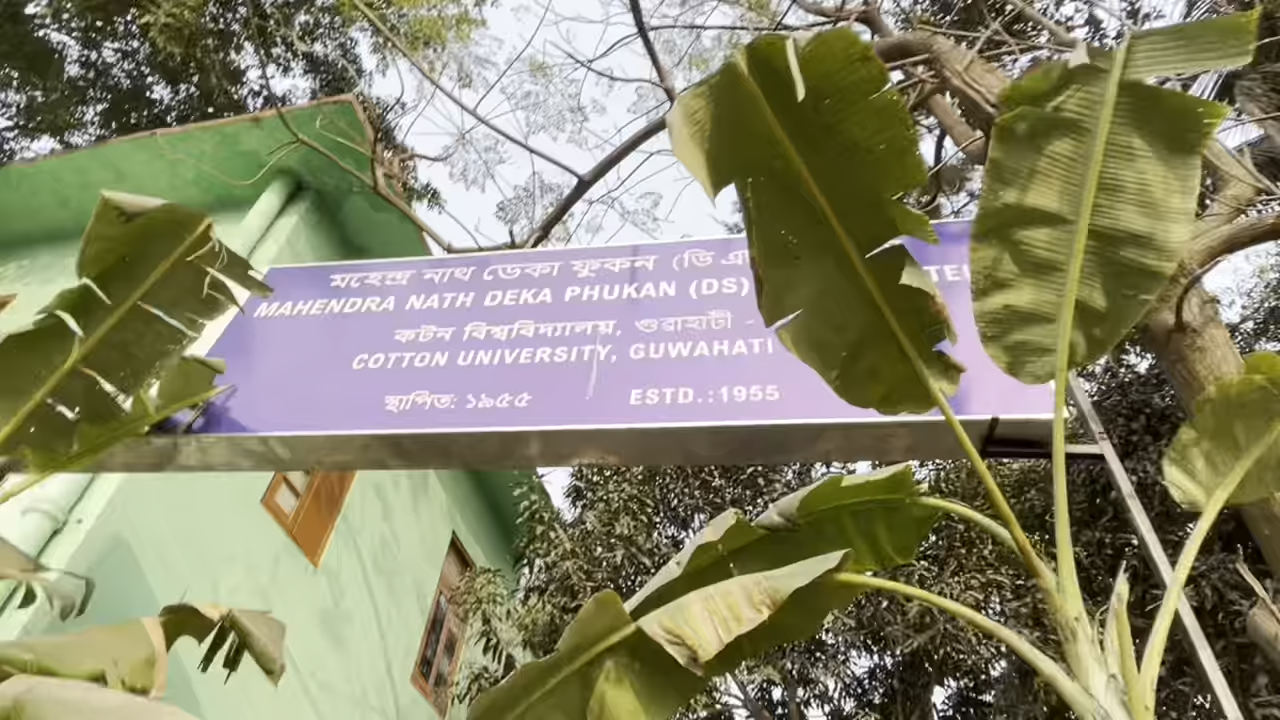 মহেন্দ্ৰ নাথ ডেকা ফুকন (ডি
MAHENDRA NATH DEKA PHUKAN (DS)
কটন বিশ্ববিদ্যালয়, গুৱাহাটী -
COTTON UNIVERSITY, GUWAHATI
স্থাপিত: ১৯৫৫ ESTD.:1955